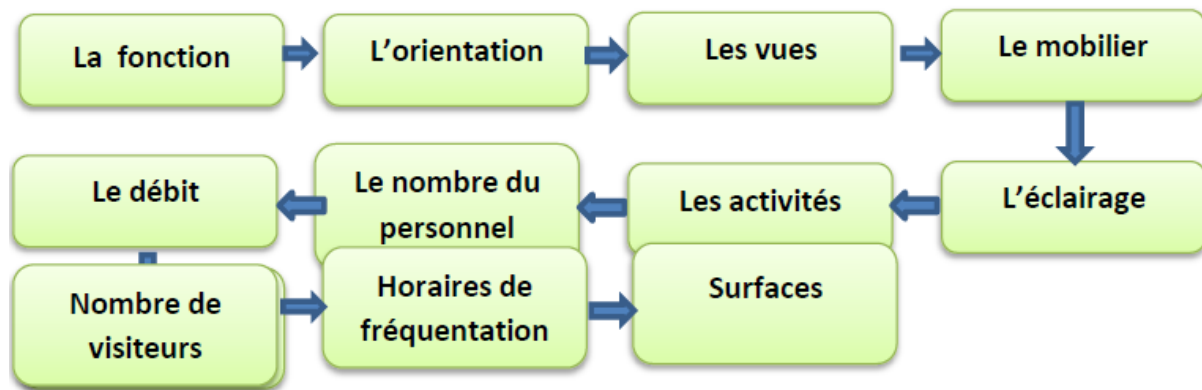 La fonction
L'orientation
Les vues
Le mobilier
L'éclairage
Les activités
Le nombre du
personnel
Le débit
Nombre de
visiteurs
Horaires de
fréquentation
Surfaces